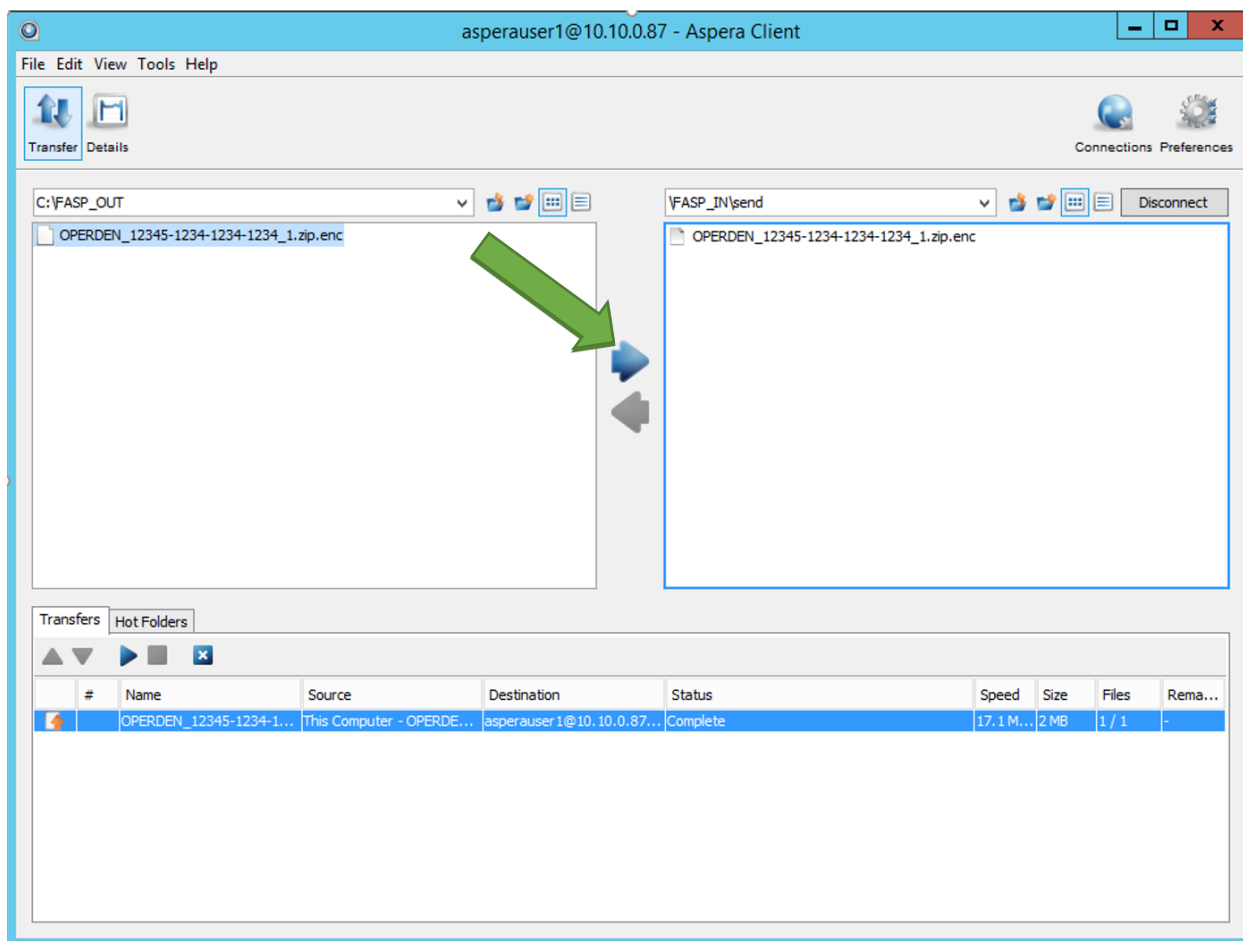 asperauser1@10.10.0.87 - Aspera Client
File Edit View Tools Help
Transfer Details
Connections Preferences
C:\FASP_OUT
\FASP_IN\send
Disconnect
OPERDEN_12345-1234-1234-1234_1.zip.enc
OPERDEN_12345-1234-1234-1234_1.zip.enc
Transfers Hot Folders
# Name Source Destination Status Speed Size Files Rema...
OPERDEN_12345-1234-1... This Computer - OPERDE... asperauser1@10.10.0.87... Complete 17.1 M... 2 MB 1 / 1 -